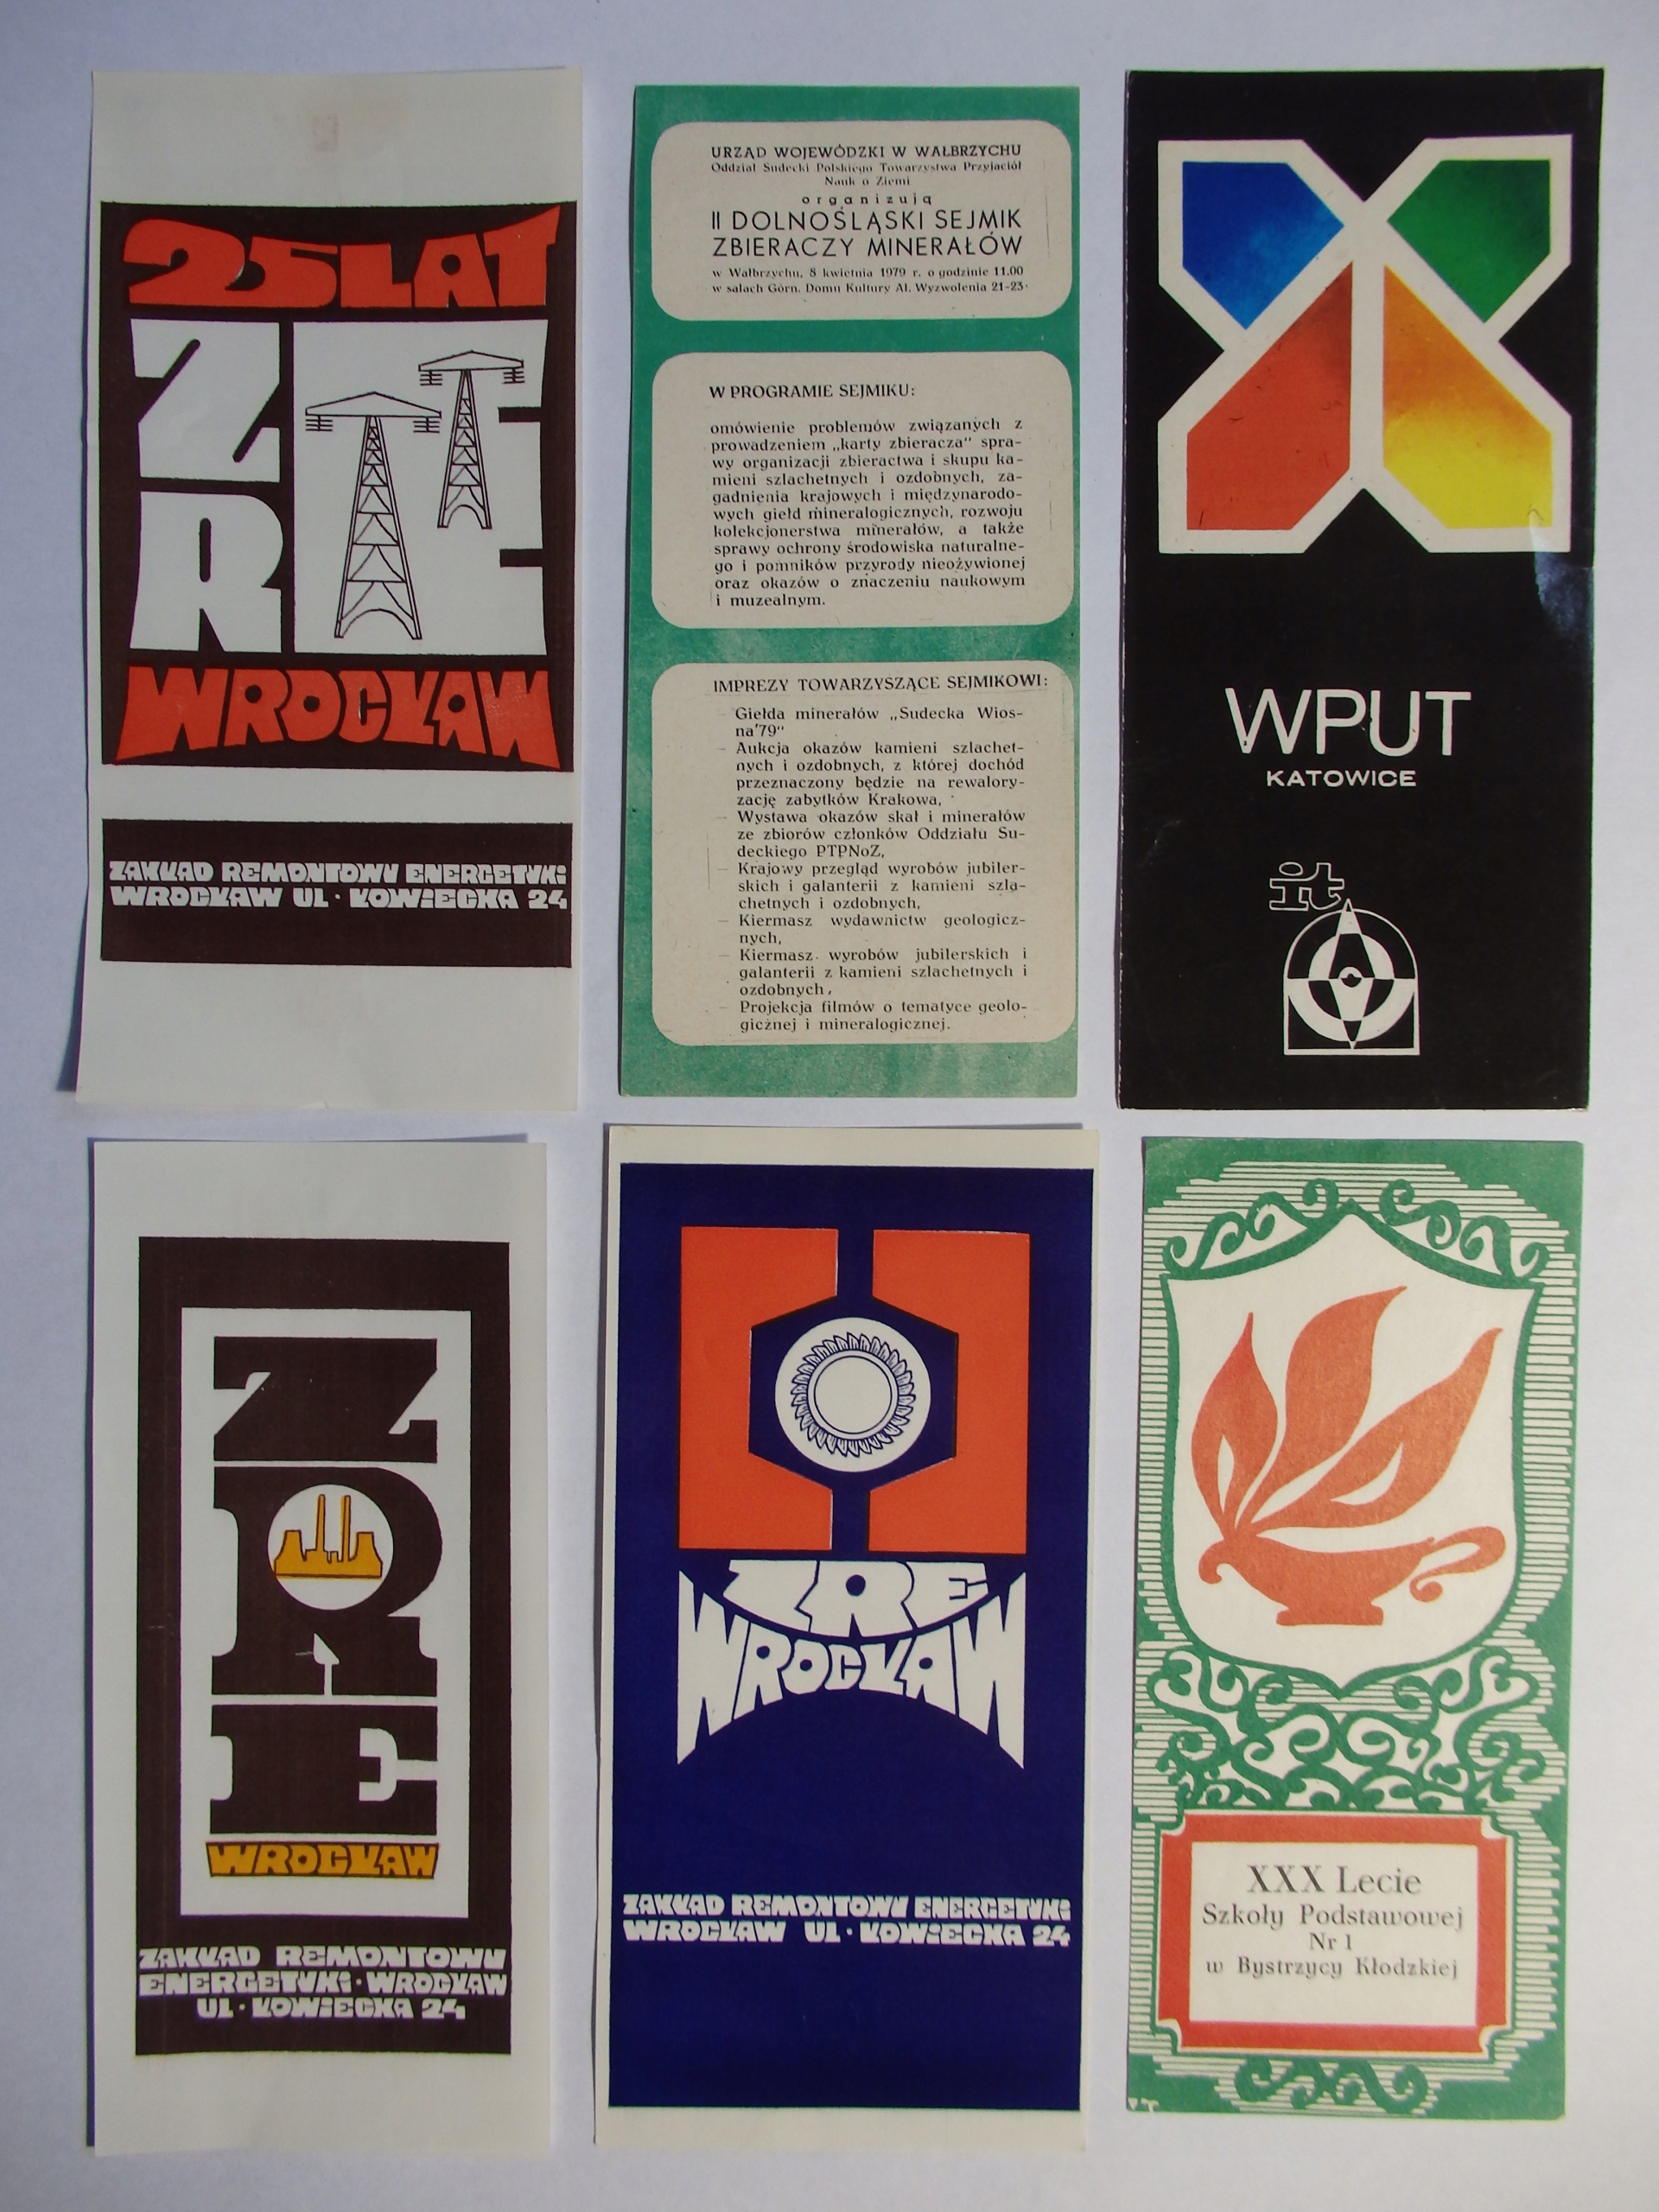 25 LAT
ZRE
WROCŁAW
ZAKŁAD REMONTOWY ENERGETYKI
WROCŁAW UL · ŁOWIECKA 24
URZĄD WOJEWÓDZKI W WAŁBRZYCHU
Oddział Sudecki Polskiego Towarzystwa Przyjaciół
Nauk o Ziemi
organizują
II DOLNOŚLĄSKI SEJMIK
ZBIERACZY MINERAŁÓW
w Wałbrzychu, 8 kwietnia 1979 r. o godzinie 11.00
w salach Górn. Domu Kultury Al. Wyzwolenia 21-23
W PROGRAMIE SEJMIKU:
omówienie problemów związanych z
prowadzeniem „karty zbieracza" spra-
wy organizacji zbieractwa i skupu ka-
mieni szlachetnych i ozdobnych, za-
gadnienia krajowych i międzynarodo-
wych giełd mineralogicznych, rozwoju
kolekcjonerstwa minerałów, a także
sprawy ochrony środowiska naturalne-
go i pomników przyrody nieożywionej
oraz okazów o znaczeniu naukowym
i muzealnym.
IMPREZY TOWARZYSZĄCE SEJMIKOWI:
— Giełda minerałów „Sudecka Wios-
na'79"
— Aukcja okazów kamieni szlachet-
nych i ozdobnych, z której dochód
przeznaczony będzie na rewalory-
zację zabytków Krakowa,
— Wystawa okazów skał i minerałów
ze zbiorów członków Oddziału Su-
deckiego PTPNoZ,
— Krajowy przegląd wyrobów jubiler-
skich i galanterii z kamieni szla-
chetnych i ozdobnych,
— Kiermasz wydawnictw geologicz-
nych,
— Kiermasz wyrobów jubilerskich i
galanterii z kamieni szlachetnych i
ozdobnych,
— Projekcja filmów o tematyce geolo-
gicznej i mineralogicznej.
WPUT
KATOWICE
it
ZRE
WROCŁAW
ZAKŁAD REMONTOWY
ENERGETYKI · WROCŁAW
UL · ŁOWIECKA 24
ZRE
WROCŁAW
ZAKŁAD REMONTOWY ENERGETYKI
WROCŁAW UL · ŁOWIECKA 24
XXX Lecie
Szkoły Podstawowej
Nr 1
w Bystrzycy Kłodzkiej